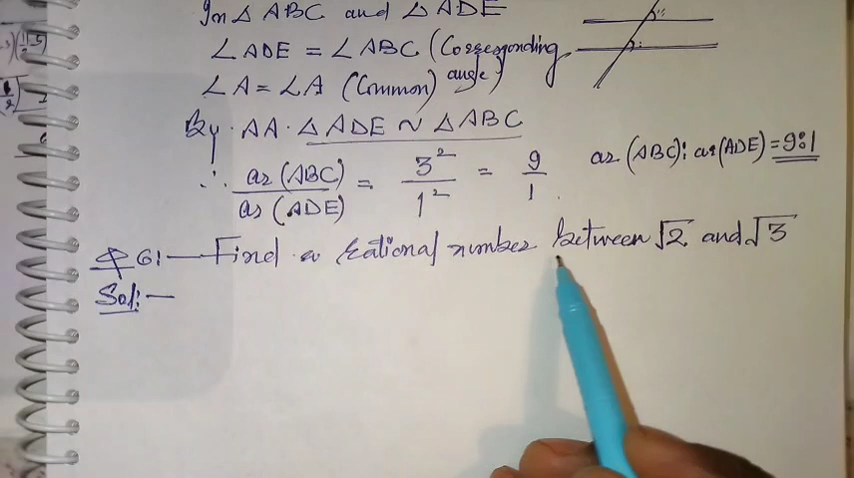 In △ ABC and △ ADE
∠ADE = ∠ABC (Corresponding angle)
∠A = ∠A (Common)
By. AA. △ ADE ~ △ ABC
∴ ar (ABC) / ar (ADE) = 3² / 1² = 9 / 1
ar (ABC): ar (ADE) = 9:1
Q 6:— Find a rational number between √2 and √3
Sol:—